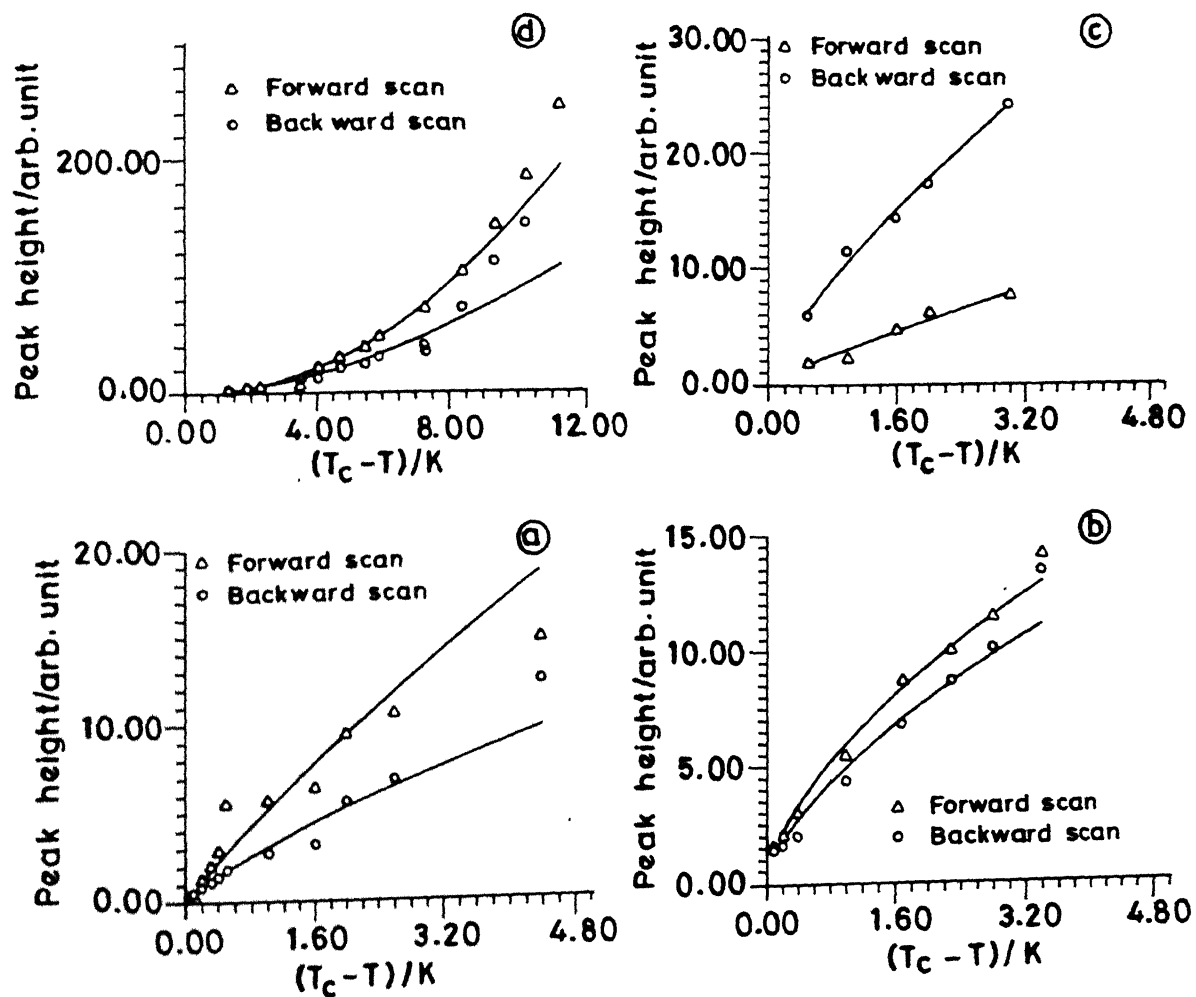 d
Forward scan
Back ward scan
Peak height/arb.unit
200.00
0.00
0.00 4.00 8.00 12.00
(Tc -T)/K
c
Forward scan
Back ward scan
Peak height/arb.unit
30.00
20.00
10.00
0.00
0.00 1.60 3.20 4.80
(Tc -T)/K
a
Forward scan
Backward scan
Peak height/arb.unit
20.00
10.00
0.00
0.00 1.60 3.20 4.80
(Tc -T)/K
b
Forward scan
Backward scan
Peak height/arb.unit
15.00
10.00
5.00
0.00
0.00 1.60 3.20 4.80
(Tc -T)/K